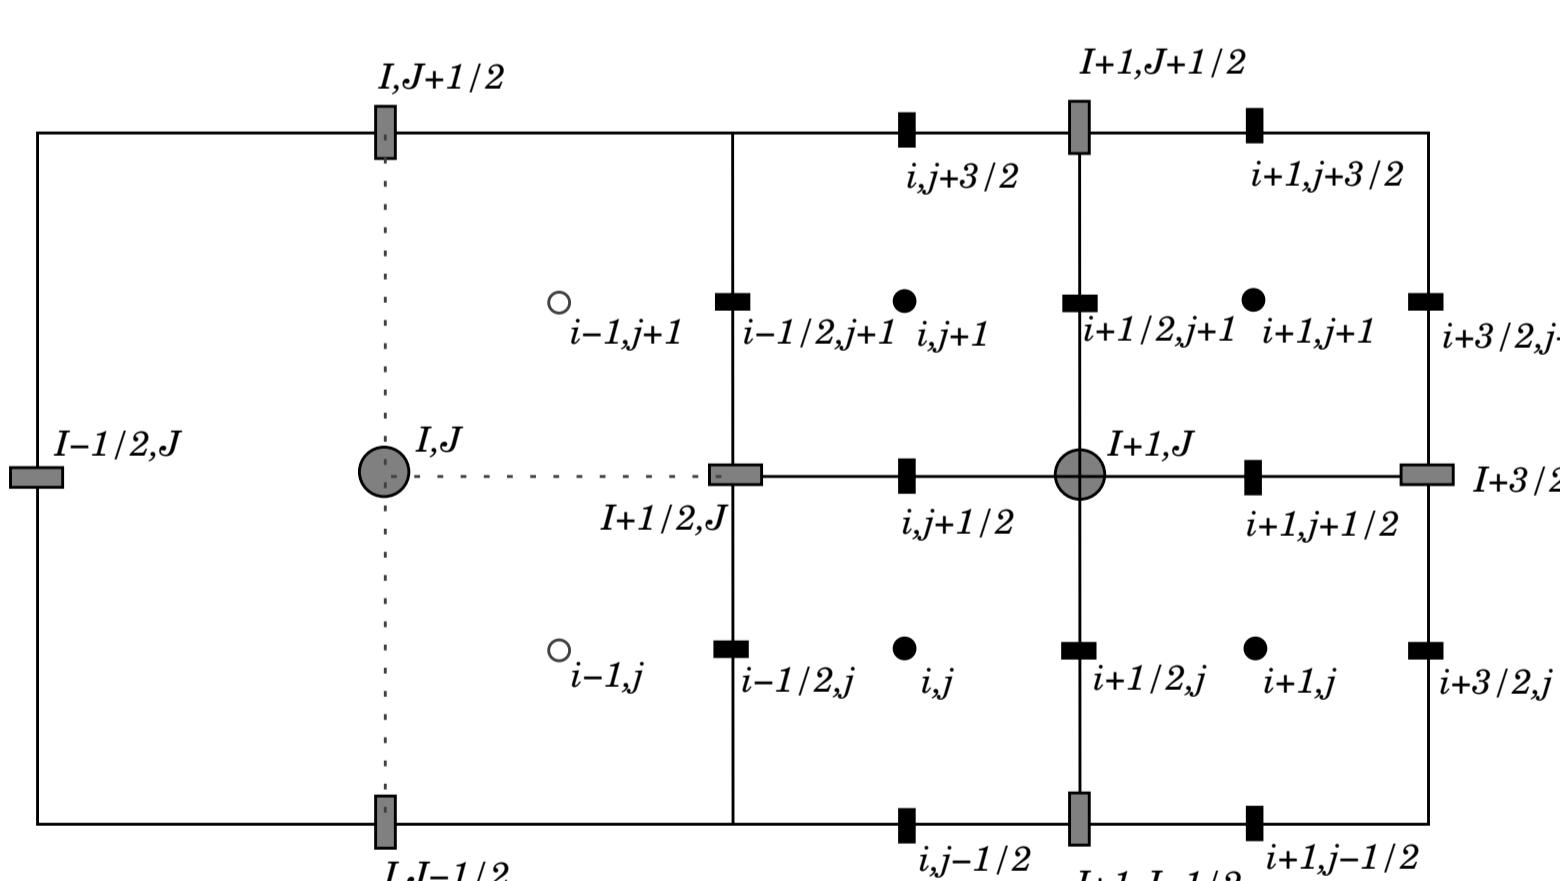 I+1,J+1/2
I,J+1/2
i,j+3/2
i+1,j+3/2
i−1,j+1
i−1/2,j+1
i,j+1
i+1/2,j+1
i+1,j+1
I−1/2,J
I,J
I+1,J
I+1/2,J
i,j+1/2
i+1,j+1/2
i−1,j
i−1/2,j
i,j
i+1/2,j
i+1,j
i+3/2,j
i,j−1/2
i+1,j−1/2